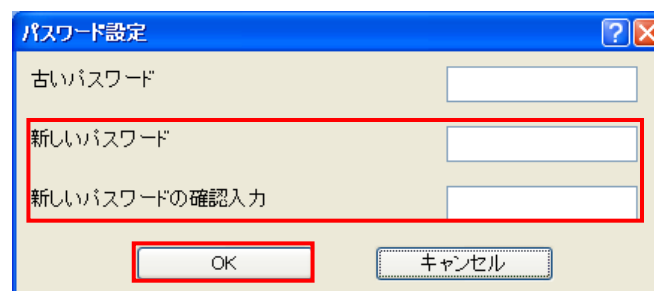 パスワード設定
古いパスワード
新しいパスワード
新しいパスワードの確認入力
OK
キャンセル